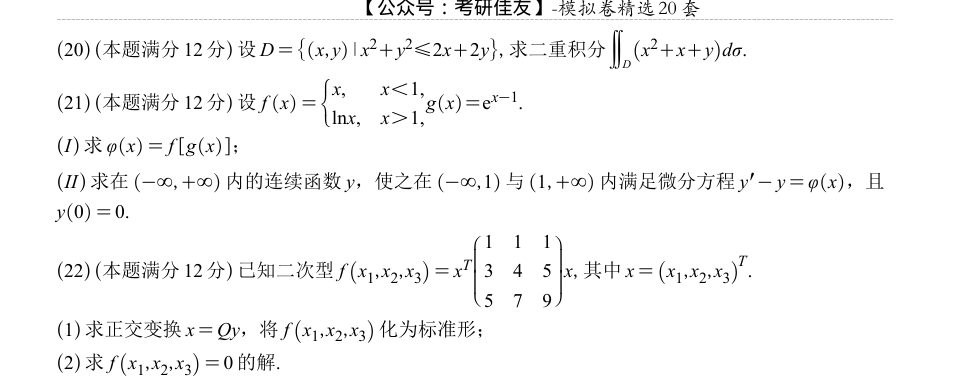 【公众号：考研佳友】-模拟卷精选20套
(20) (本题满分12分) 设 D = {(x,y) | x²+y²⩽2x+2y}, 求二重积分 ∬_D (x²+x+y)dσ.
(21) (本题满分12分) 设 f(x) = { x, x<1, lnx, x>1, g(x) = e^{x−1}.
(I) 求 φ(x) = f[g(x)]；
(II) 求在 (−∞,+∞) 内的连续函数 y，使之在 (−∞,1) 与 (1,+∞) 内满足微分方程 y′−y=φ(x)，且
y(0) = 0.
(22) (本题满分12分) 已知二次型 f(x₁,x₂,x₃) = x^T (1 1 1; 3 4 5; 5 7 9) x, 其中 x = (x₁,x₂,x₃)^T.
(1) 求正交变换 x = Qy，将 f(x₁,x₂,x₃) 化为标准形；
(2) 求 f(x₁,x₂,x₃) = 0 的解.